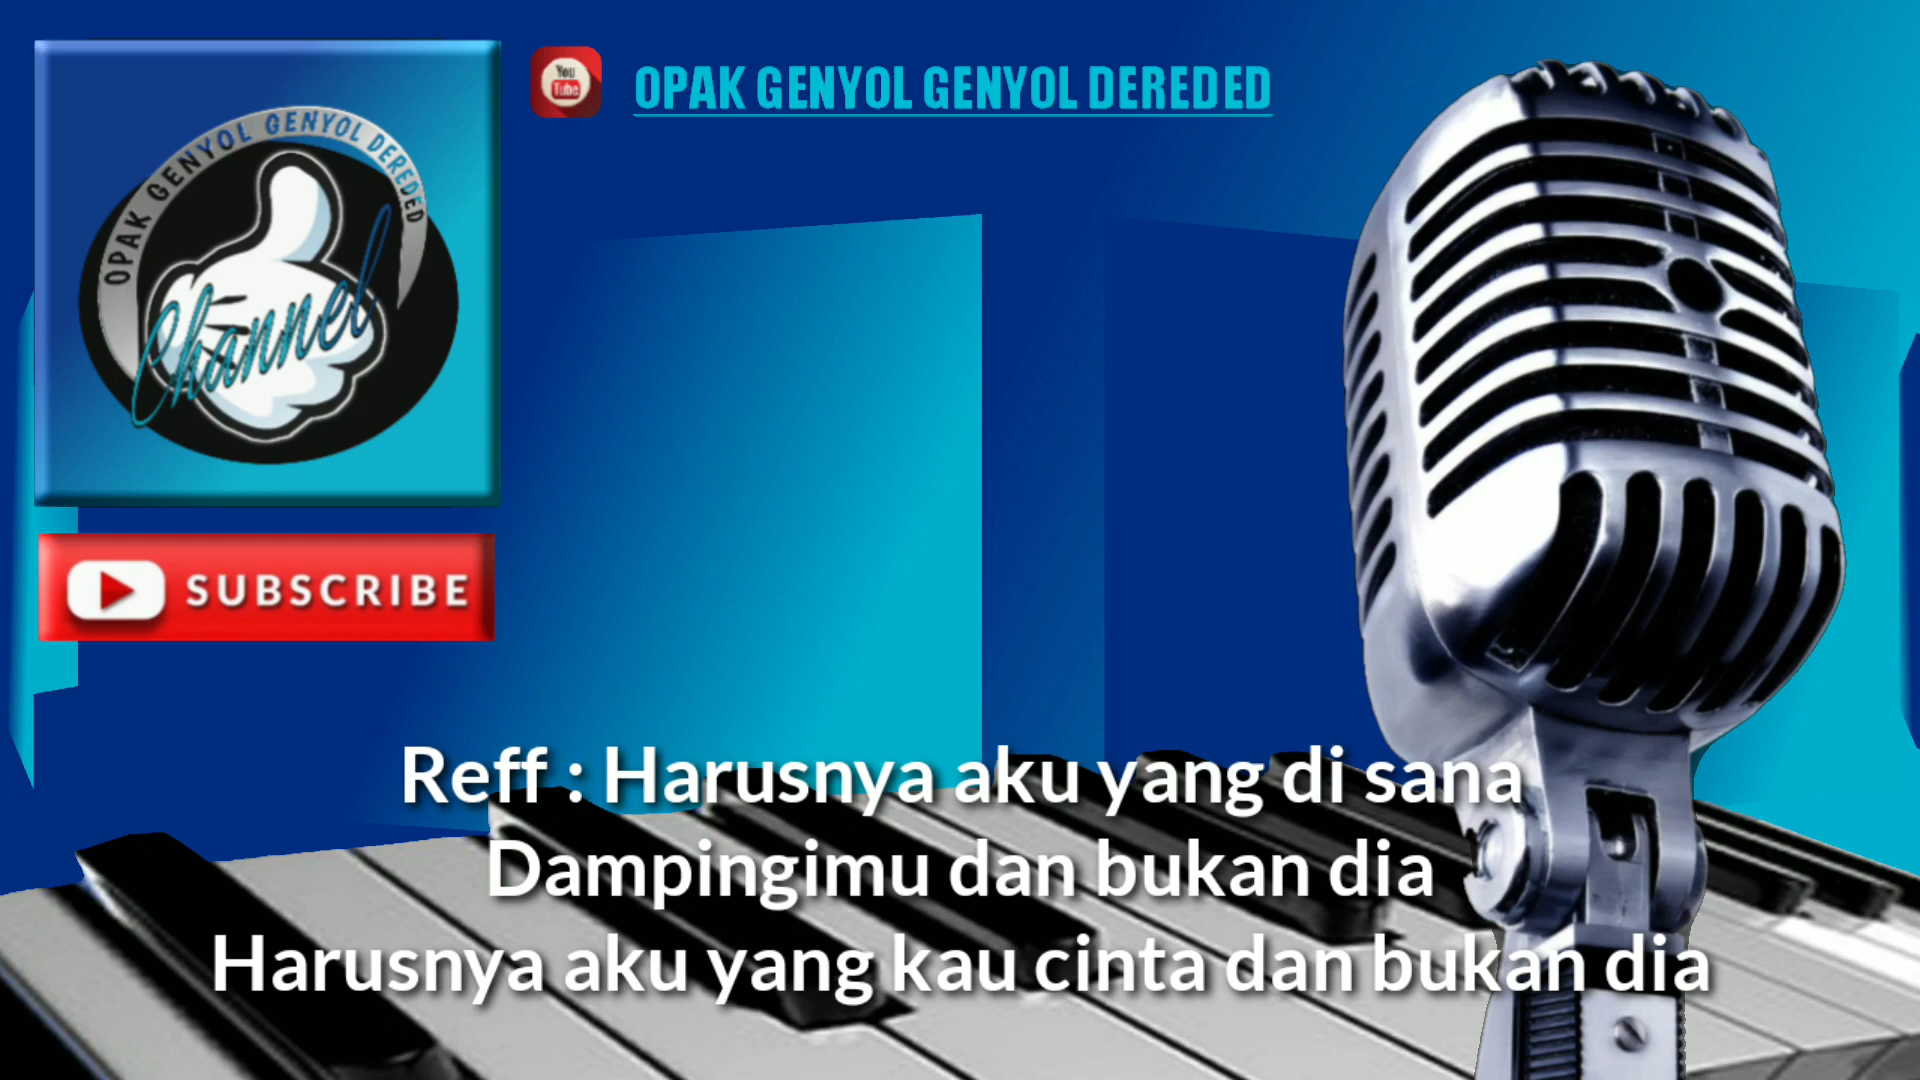 You
Tube
OPAK GENYOL GENYOL DEREDED
OPAK GENYOL GENYOL DEREDED
Channel
SUBSCRIBE
Reff : Harusnya aku yang di sana
Dampingimu dan bukan dia
Harusnya aku yang kau cinta dan bukan dia